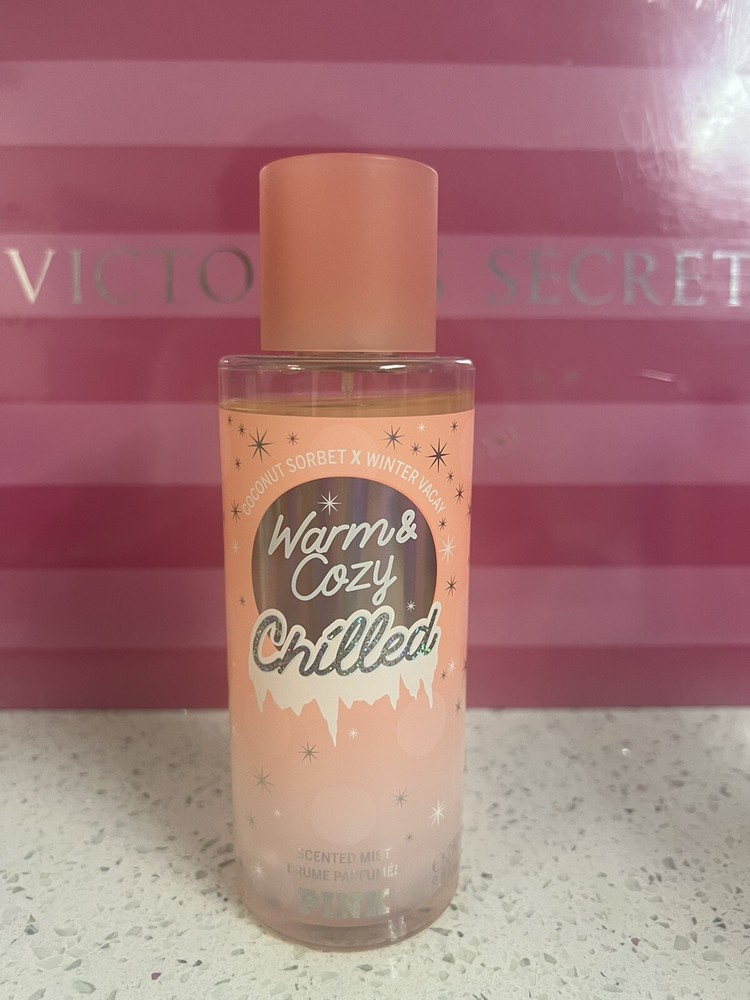 VICTO S SECRET
COCONUT SORBET X WINTER VACAY
Warm &
Cozy
Chilled
SCENTED MIST
BRUME PARFUMÉE
PINK